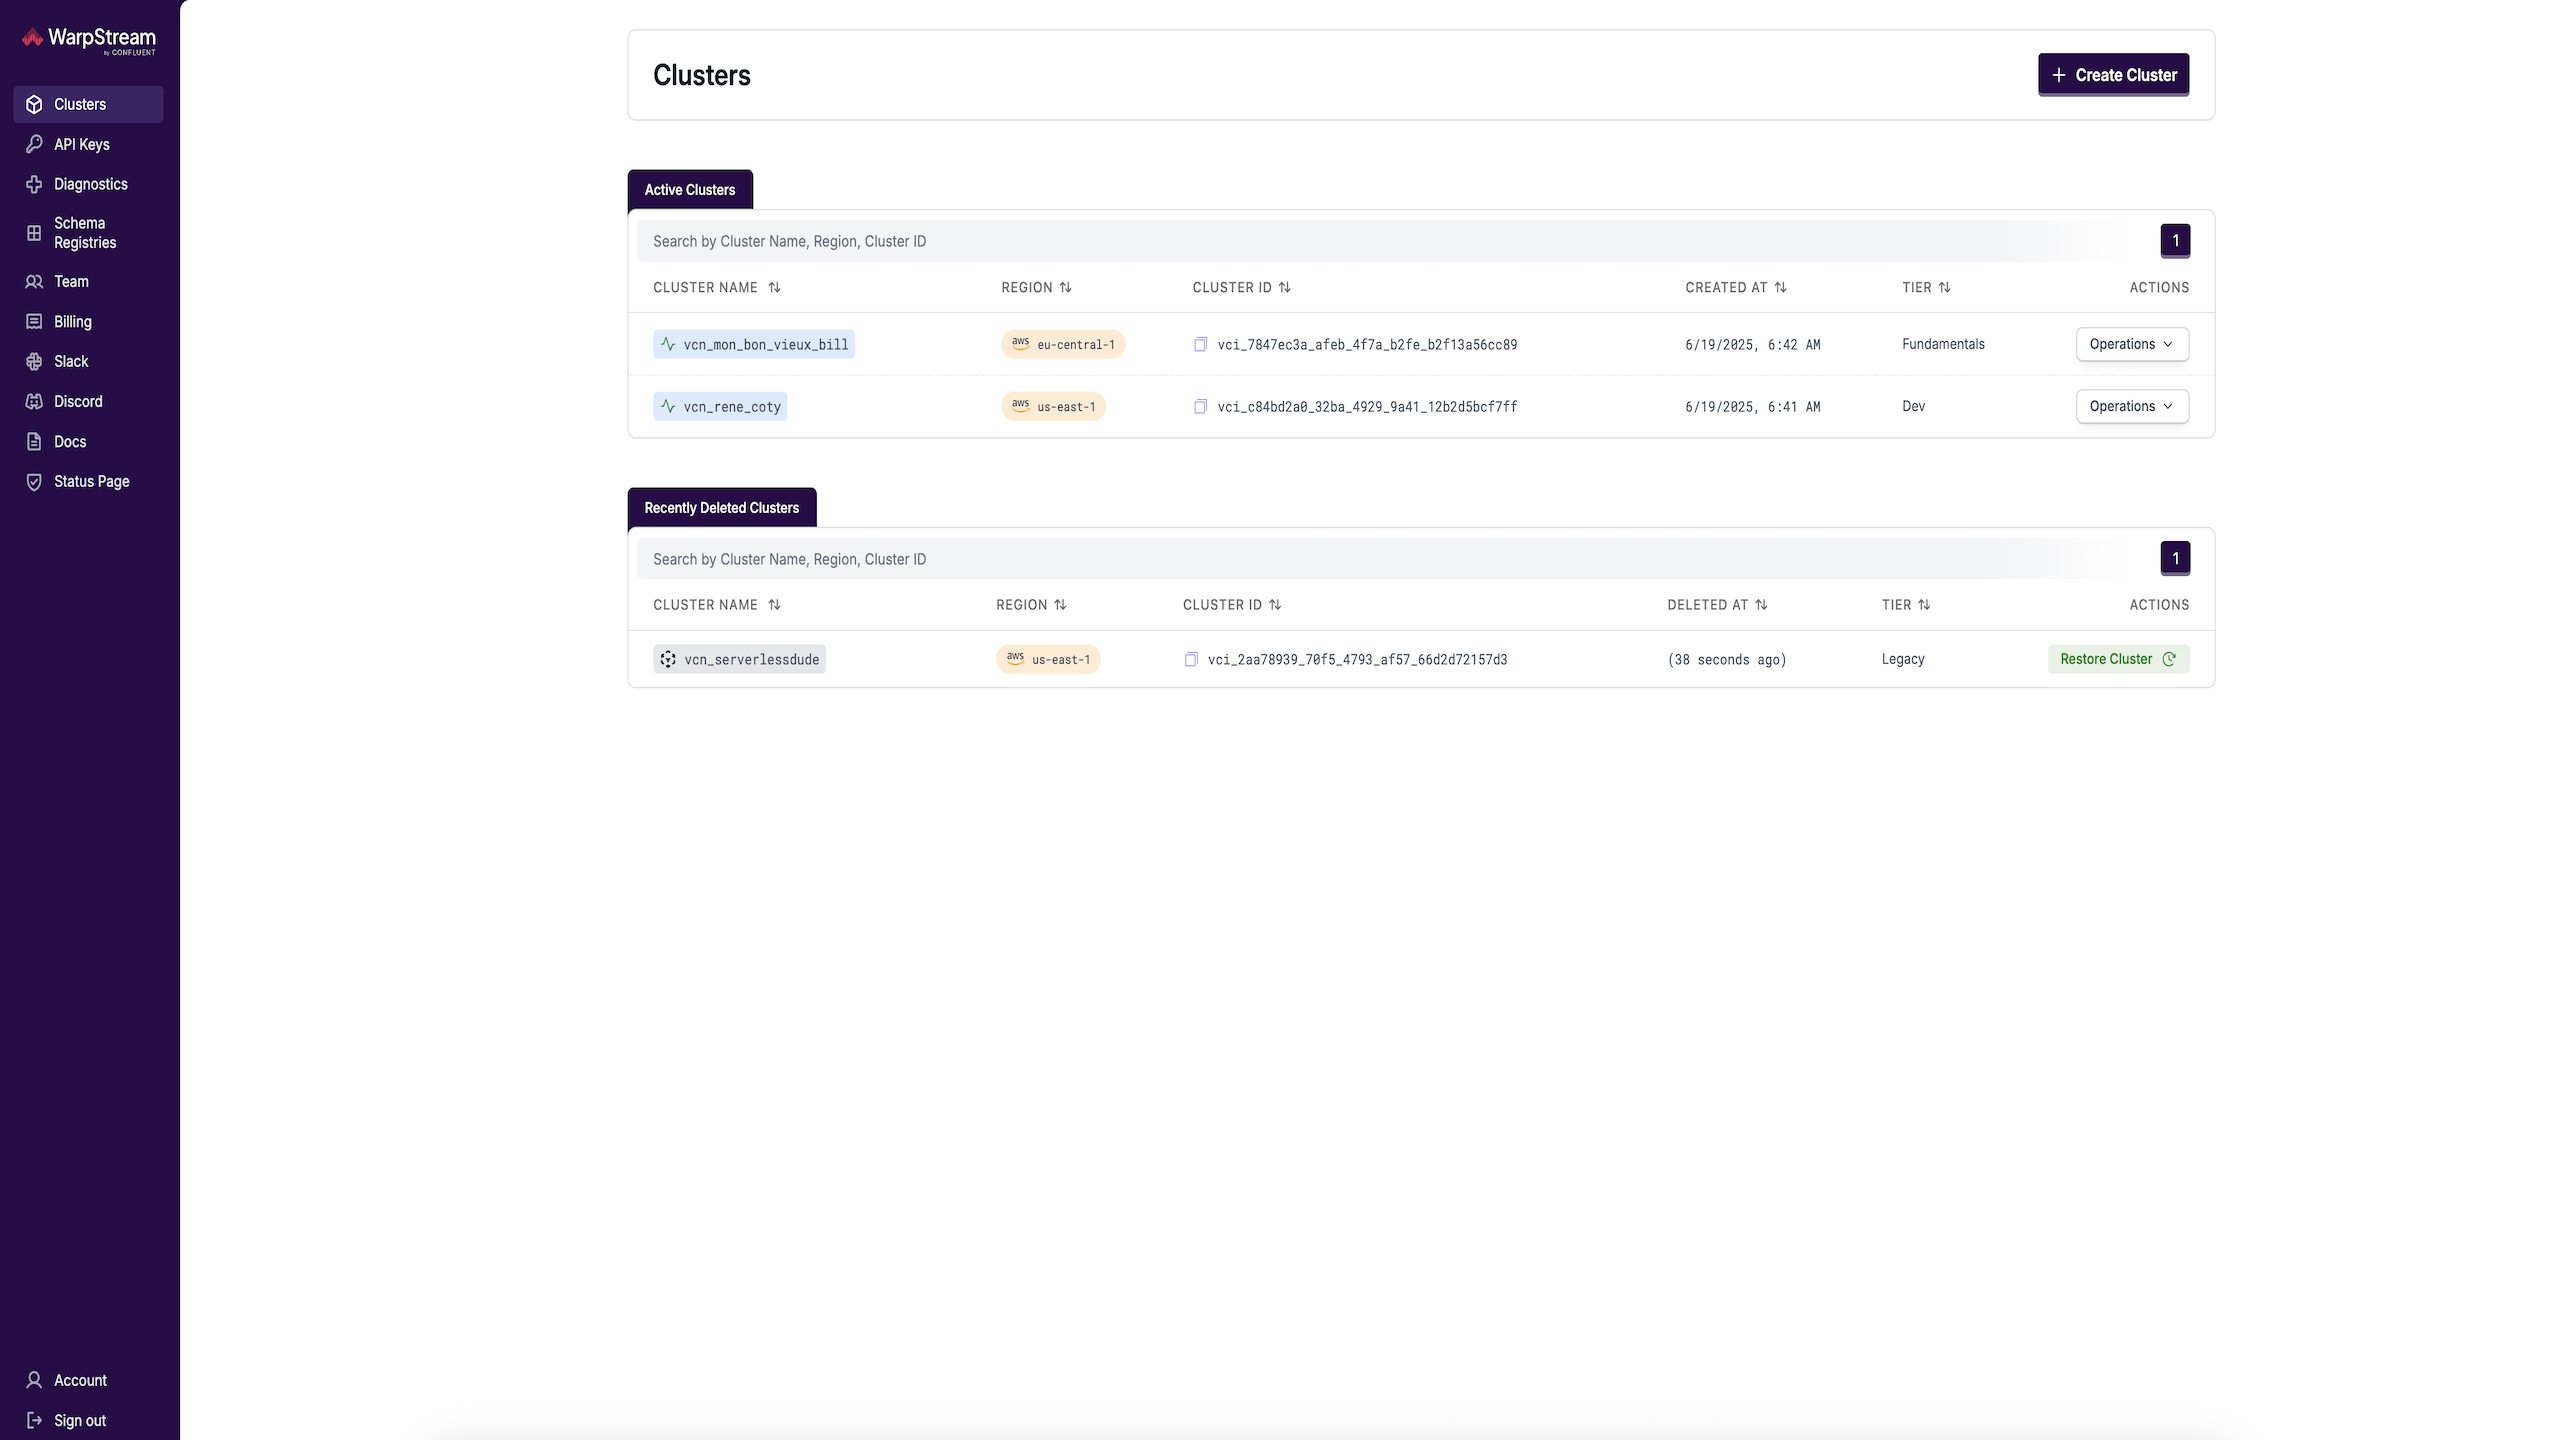 WarpStream
by CONFLUENT
Clusters
API Keys
Diagnostics
Schema
Registries
Team
Billing
Slack
Discord
Docs
Status Page
Account
Sign out
Clusters
+ Create Cluster
Active Clusters
Search by Cluster Name, Region, Cluster ID 1
CLUSTER NAME REGION CLUSTER ID CREATED AT TIER ACTIONS
vcn_mon_bon_vieux_bill aws eu-central-1 vci_7847ec3a_afeb_4f7a_b2fe_b2f13a56cc89 6/19/2025, 6:42 AM Fundamentals Operations
vcn_rene_coty aws us-east-1 vci_c84bd2a0_32ba_4929_9a41_12b2d5bcf7ff 6/19/2025, 6:41 AM Dev Operations
Recently Deleted Clusters
Search by Cluster Name, Region, Cluster ID 1
CLUSTER NAME REGION CLUSTER ID DELETED AT TIER ACTIONS
vcn_serverlessdude aws us-east-1 vci_2aa78939_70f5_4793_af57_66d2d72157d3 (38 seconds ago) Legacy Restore Cluster